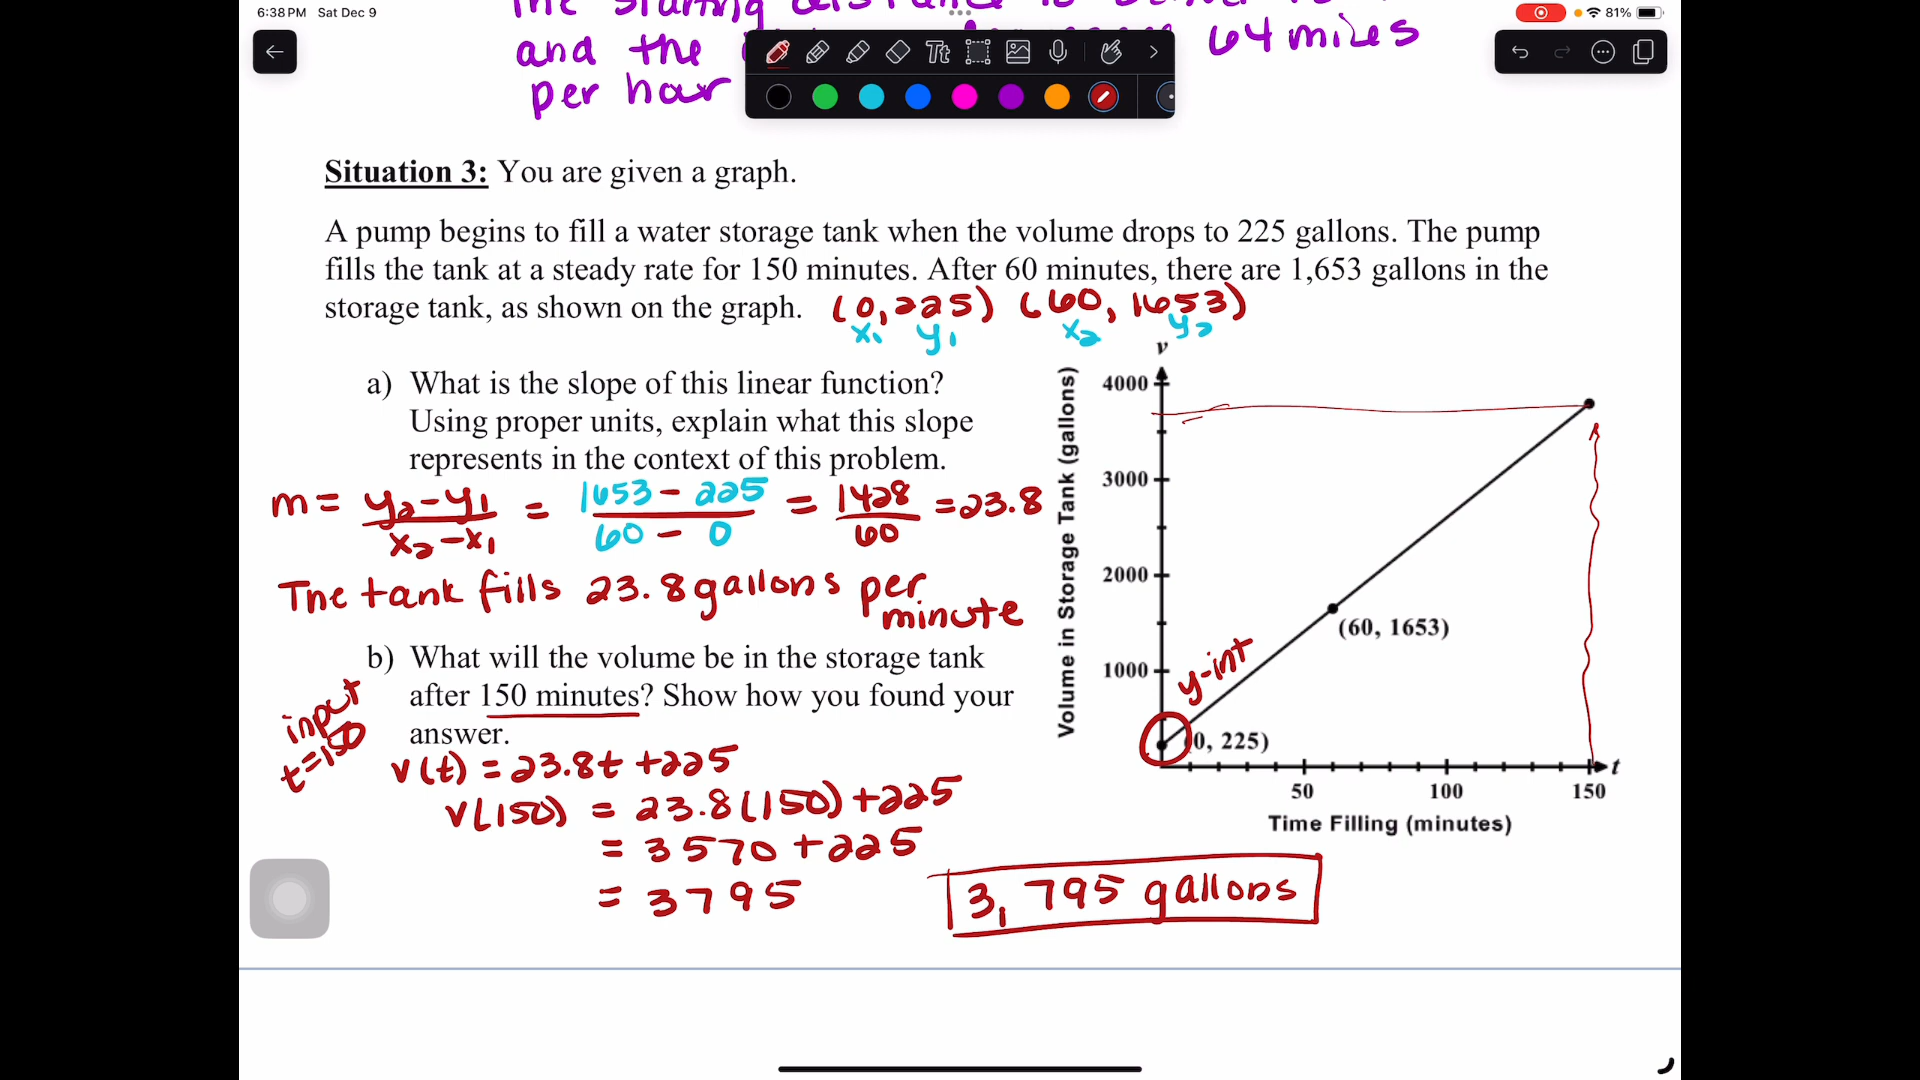 6:38 PM Sat Dec 9
81%
and the 64 miles
per hour
Tt
Situation 3: You are given a graph.
A pump begins to fill a water storage tank when the volume drops to 225 gallons. The pump
fills the tank at a steady rate for 150 minutes. After 60 minutes, there are 1,653 gallons in the
storage tank, as shown on the graph. (0,225) (60, 1653)
x₁ y₁ x₂ y₂
a) What is the slope of this linear function?
Using proper units, explain what this slope
represents in the context of this problem.
m = y₂-y₁ / x₂-x₁ = 1653 - 225 / 60 - 0 = 1428 / 60 = 23.8
The tank fills 23.8 gallons per
minute
b) What will the volume be in the storage tank
after 150 minutes? Show how you found your
answer.
input
t=150
v(t) = 23.8t +225
v(150) = 23.8(150) +225
= 3570 +225
= 3795
3,795 gallons
v
Volume in Storage Tank (gallons)
4000
3000
2000
1000
(60, 1653)
y-int
0, 225)
t
50 100 150
Time Filling (minutes)